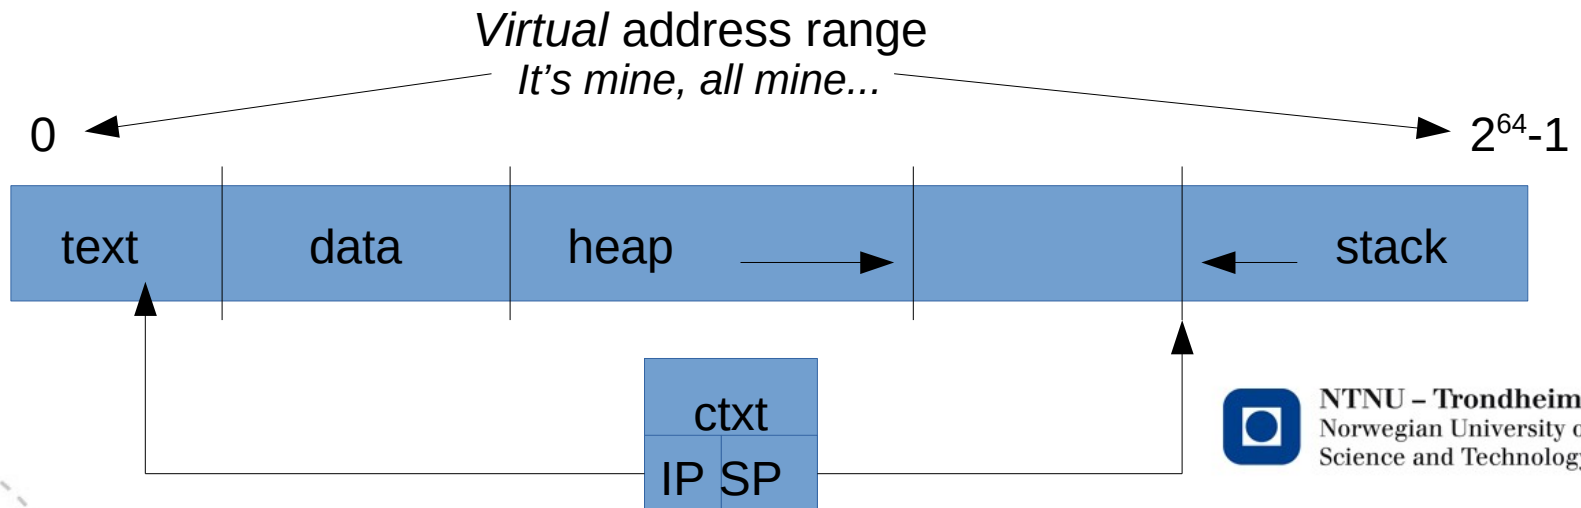 Virtual address range
It's mine, all mine...
0
2⁶⁴-1
text data heap stack
ctxt
IP SP
NTNU – Trondheim
Norwegian University o
Science and Technology